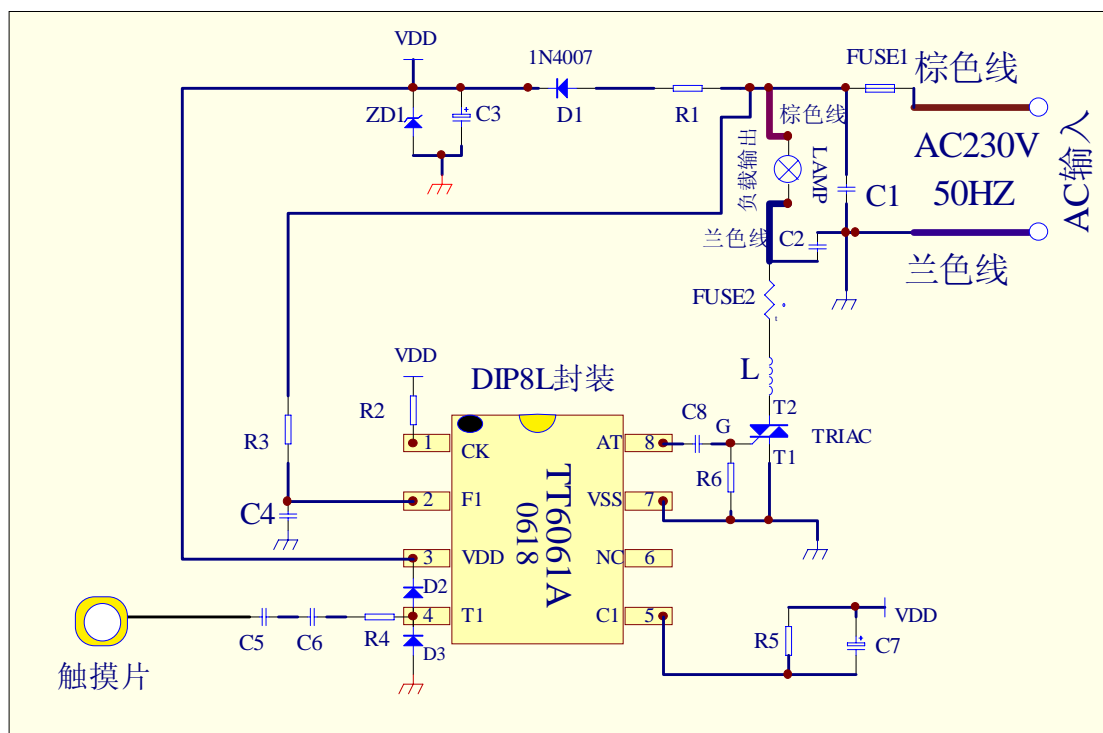 VDD
1N4007
FUSE1
棕色线
ZD1
C3
D1
R1
棕色线
AC230V
50HZ
AC输入
负载输出
LAMP
C1
兰色线
C2
兰色线
FUSE2
VDD
DIP8L封装
L
R2
C8
G
T2
TRIAC
T1
R3
1
CK
AT
8
R6
C4
2
F1
VSS
7
TT6061A
0618
3
VDD
NC
6
D2
4
T1
C1
5
C5
C6
R4
D3
R5
C7
VDD
触摸片